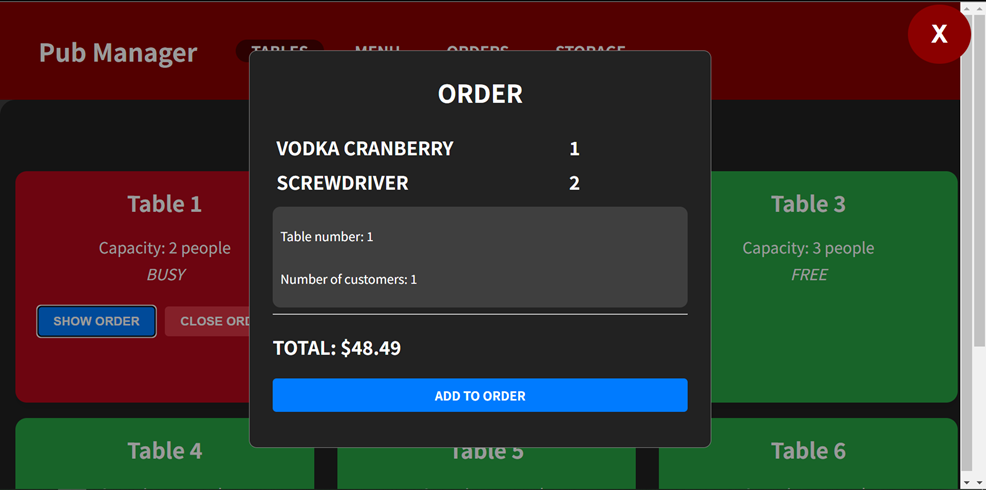 Pub Manager
TABLES MENU ORDERS STORAGE
X
ORDER
VODKA CRANBERRY 1
SCREWDRIVER 2
Table number: 1
Number of customers: 1
TOTAL: $48.49
ADD TO ORDER
Table 1
Capacity: 2 people
BUSY
SHOW ORDER CLOSE ORD
Table 3
Capacity: 3 people
FREE
Table 4
Table 5
Table 6